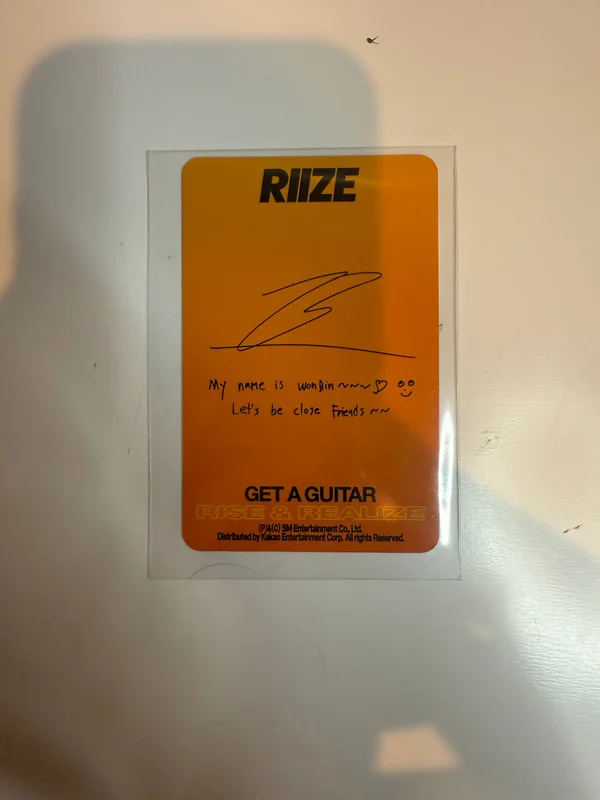 RIIZE
My name is wonBin~~~♡
Let's be close Friends~~
GET A GUITAR
RISE & REALIZE
(P)&(C) SM Entertainment Co., Ltd.
Distributed by Kakao Entertainment Corp. All rights Reserved.